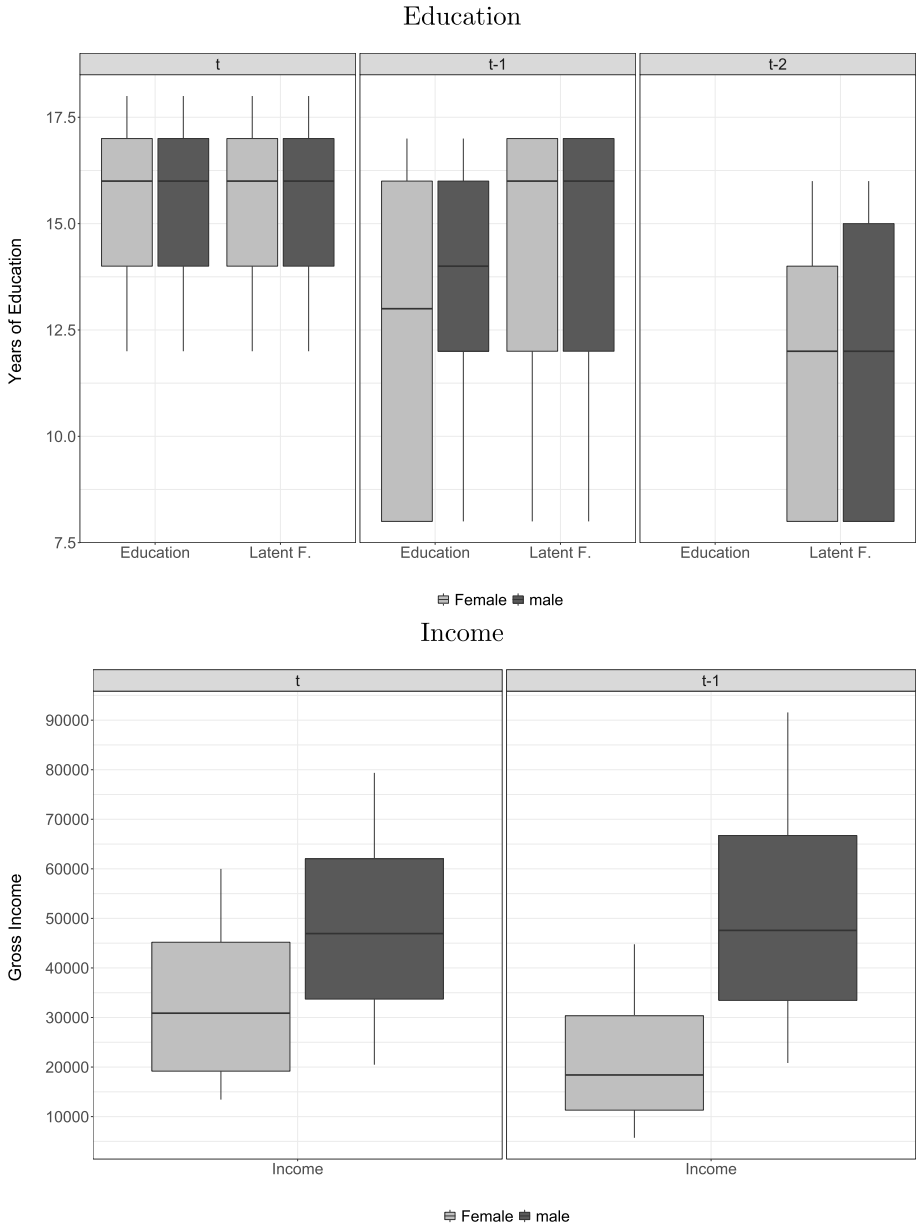 Education
t t-1 t-2
Years of Education
17.5
15.0
12.5
10.0
7.5
Education Latent F. Education Latent F. Education Latent F.
Female male
Income
t t-1
Gross Income
90000
80000
70000
60000
50000
40000
30000
20000
10000
Income Income
Female male